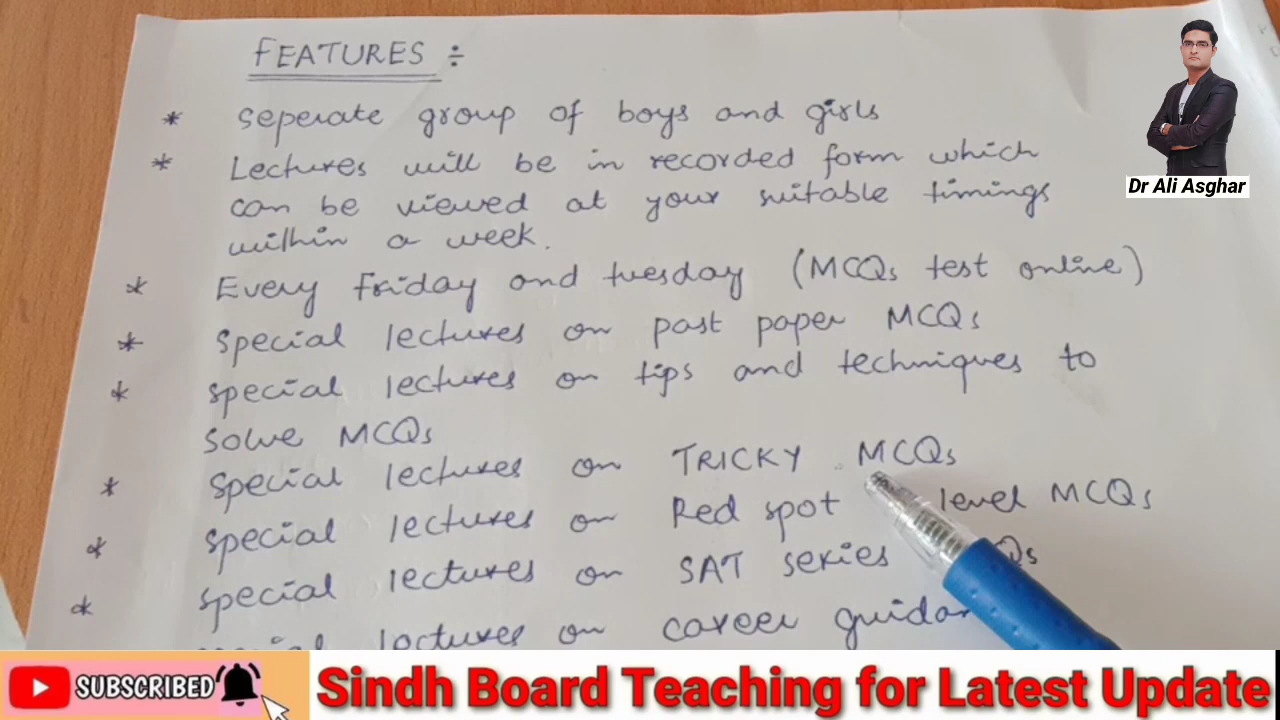 FEATURES :
* seperate group of boys and girls
* Lectures will be in recorded form which
can be viewed at your suitable timings
within a week.
* Every friday and tuesday (MCQs test online)
* special lectures on past paper MCQs
* special lectures on tips and techniques to
solve MCQs
* special lectures on TRICKY MCQs
* special lectures on Red spot level MCQs
* special lectures on SAT series
lectures on career
Dr Ali Asghar
SUBSCRIBED
Sindh Board Teaching for Latest Update